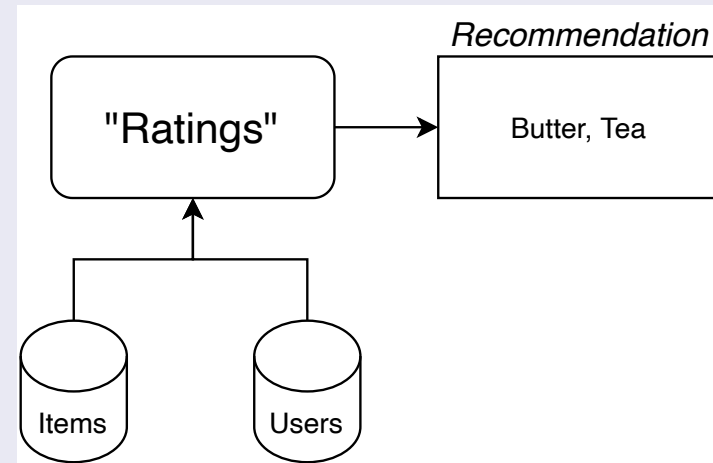 Recommendation
"Ratings"
Butter, Tea
Items
Users